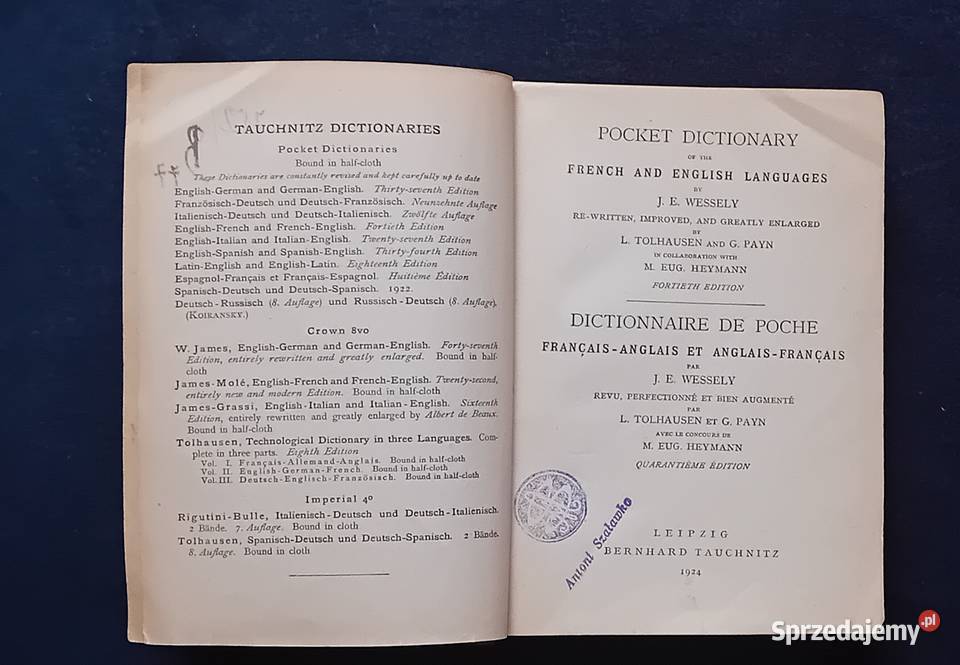 TAUCHNITZ DICTIONARIES
Pocket Dictionaries
Bound in half-cloth
These Dictionaries are constantly revised and kept carefully up to date
English-German and German-English. Thirty-seventh Edition
Französisch-Deutsch und Deutsch-Französisch. Neunzehnte Auflage
Italienisch-Deutsch und Deutsch-Italienisch. Zwölfte Auflage
English-French and French-English. Fortieth Edition
English-Italian and Italian-English. Twenty-seventh Edition
English-Spanish and Spanish-English. Thirty-fourth Edition
Latin-English and English-Latin. Eighteenth Edition
Espagnol-Français et Français-Espagnol. Huitième Edition
Spanisch-Deutsch und Deutsch-Spanisch. 1922.
Deutsch-Russisch (8. Auflage) und Russisch-Deutsch (8. Auflage).
(KOIRANSKY.)
Crown 8vo
W. James, English-German and German-English. Forty-seventh
Edition, entirely rewritten and greatly enlarged. Bound in half-
cloth
James-Molé, English-French and French-English. Twenty-second,
entirely new and modern Edition. Bound in half-cloth
James-Grassi, English-Italian and Italian-English. Sixteenth
Edition, entirely rewritten and greatly enlarged by Albert de Beaux.
Bound in half-cloth
Tolhausen, Technological Dictionary in three Languages. Com-
plete in three parts. Eighth Edition
Vol. I. Français-Allemand-Anglais. Bound in half-cloth
Vol. II. English-German-French. Bound in half-cloth
Vol. III. Deutsch-Englisch-Französisch. Bound in half-cloth
Imperial 4º
Rigutini-Bulle, Italienisch-Deutsch und Deutsch-Italienisch.
2 Bände. 7. Auflage. Bound in cloth
Tolhausen, Spanisch-Deutsch und Deutsch-Spanisch. 2 Bände.
8. Auflage. Bound in cloth
POCKET DICTIONARY
OF THE
FRENCH AND ENGLISH LANGUAGES
BY
J. E. WESSELY
RE-WRITTEN, IMPROVED, AND GREATLY ENLARGED
BY
L. TOLHAUSEN AND G. PAYN
IN COLLABORATION WITH
M. EUG. HEYMANN
FORTIETH EDITION
DICTIONNAIRE DE POCHE
FRANÇAIS-ANGLAIS ET ANGLAIS-FRANÇAIS
PAR
J. E. WESSELY
REVU, PERFECTIONNÉ ET BIEN AUGMENTÉ
PAR
L. TOLHAUSEN ET G. PAYN
AVEC LE CONCOURS DE
M. EUG. HEYMANN
QUARANTIÈME ÉDITION
Antoni Szaławko
LEIPZIG
BERNHARD TAUCHNITZ
1924
Sprzedajemy.pl